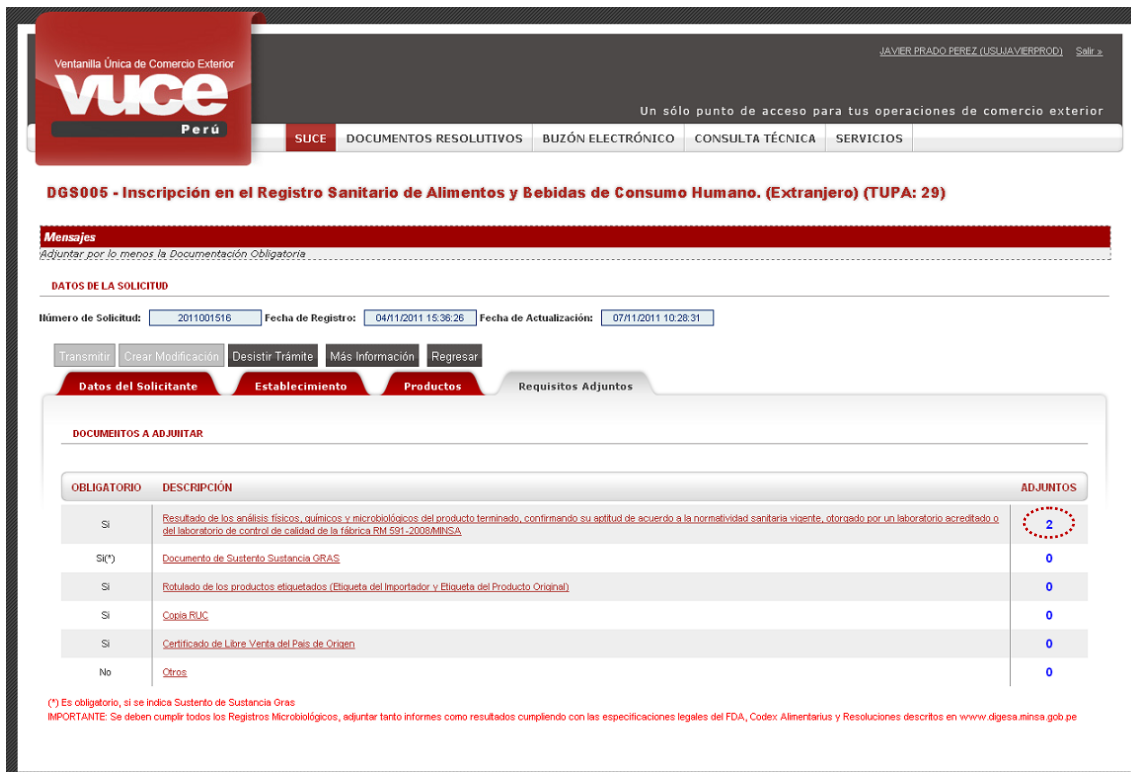 Ventanilla Única de Comercio Exterior
vuce
Perú
JAVIER PRADO PEREZ (USUJAVIERPROD) Salir »
Un sólo punto de acceso para tus operaciones de comercio exterior
SUCE DOCUMENTOS RESOLUTIVOS BUZÓN ELECTRÓNICO CONSULTA TÉCNICA SERVICIOS
DGS005 - Inscripción en el Registro Sanitario de Alimentos y Bebidas de Consumo Humano. (Extranjero) (TUPA: 29)
Mensajes
Adjuntar por lo menos la Documentación Obligatoria
DATOS DE LA SOLICITUD
Número de Solicitud: 2011001516 Fecha de Registro: 04/11/2011 15:36:26 Fecha de Actualización: 07/11/2011 10:28:31
Transmitir Crear Modificación Desistir Trámite Más Información Regresar
Datos del Solicitante Establecimiento Productos Requisitos Adjuntos
DOCUMENTOS A ADJUNTAR
OBLIGATORIO DESCRIPCIÓN ADJUNTOS
Si Resultado de los análisis físicos, químicos y microbiológicos del producto terminado, confirmando su aptitud de acuerdo a la normatividad sanitaria vigente, otorgado por un laboratorio acreditado o 2
del laboratorio de control de calidad de la fábrica RM 591-2008/MINSA
Si(*) Documento de Sustento Sustancia GRAS 0
Si Rotulado de los productos etiquetados (Etiqueta del Importador y Etiqueta del Producto Original) 0
Si Copia RUC 0
Si Certificado de Libre Venta del Pais de Origen 0
No Otros 0
(*) Es obligatorio, si se indica Sustento de Sustancia Gras
IMPORTANTE: Se deben cumplir todos los Registros Microbiológicos, adjuntar tanto informes como resultados cumpliendo con las especificaciones legales del FDA, Codex Alimentarius y Resoluciones descritos en www.digesa.minsa.gob.pe